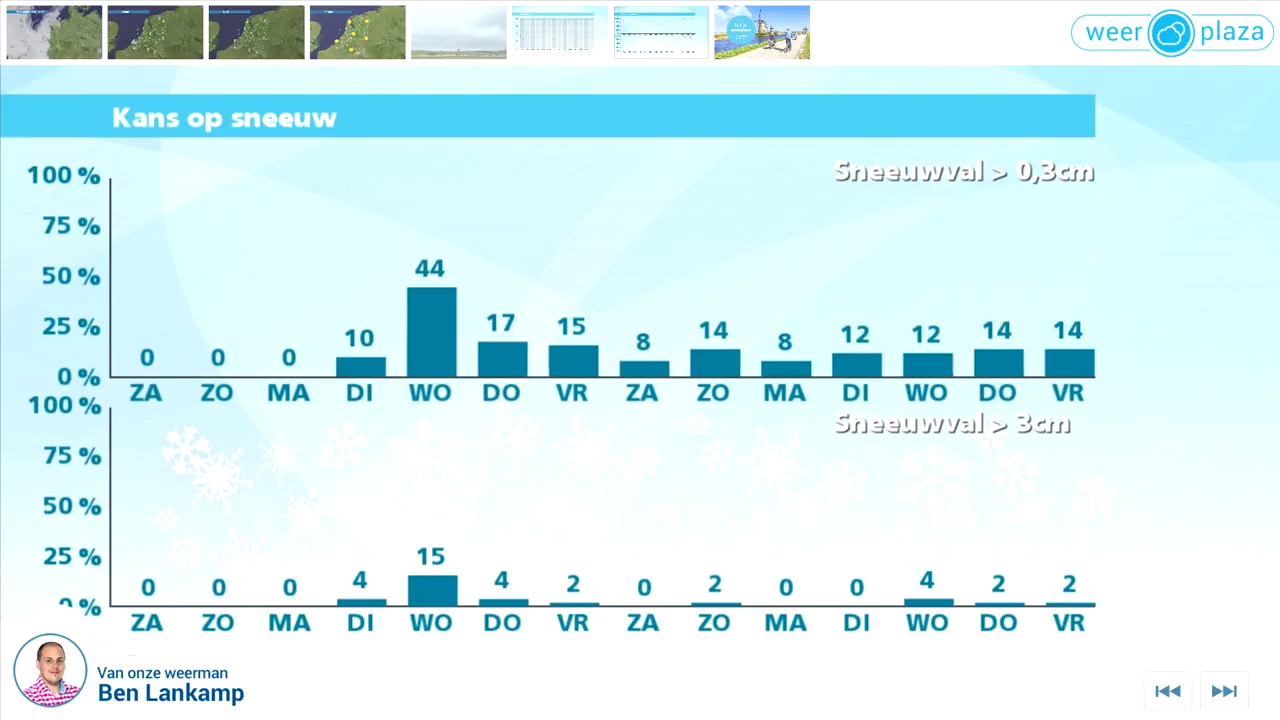 weer plaza
Kans op sneeuw
Sneeuwval > 0,3cm
100 %
75 %
50 %
25 %
0 %
0 0 0 10 44 17 15 8 14 8 12 12 14 14
ZA ZO MA DI WO DO VR ZA ZO MA DI WO DO VR
Sneeuwval > 3cm
100 %
75 %
50 %
25 %
0 %
0 0 0 4 15 4 2 0 2 0 0 4 2 2
ZA ZO MA DI WO DO VR ZA ZO MA DI WO DO VR
Van onze weerman
Ben Lankamp